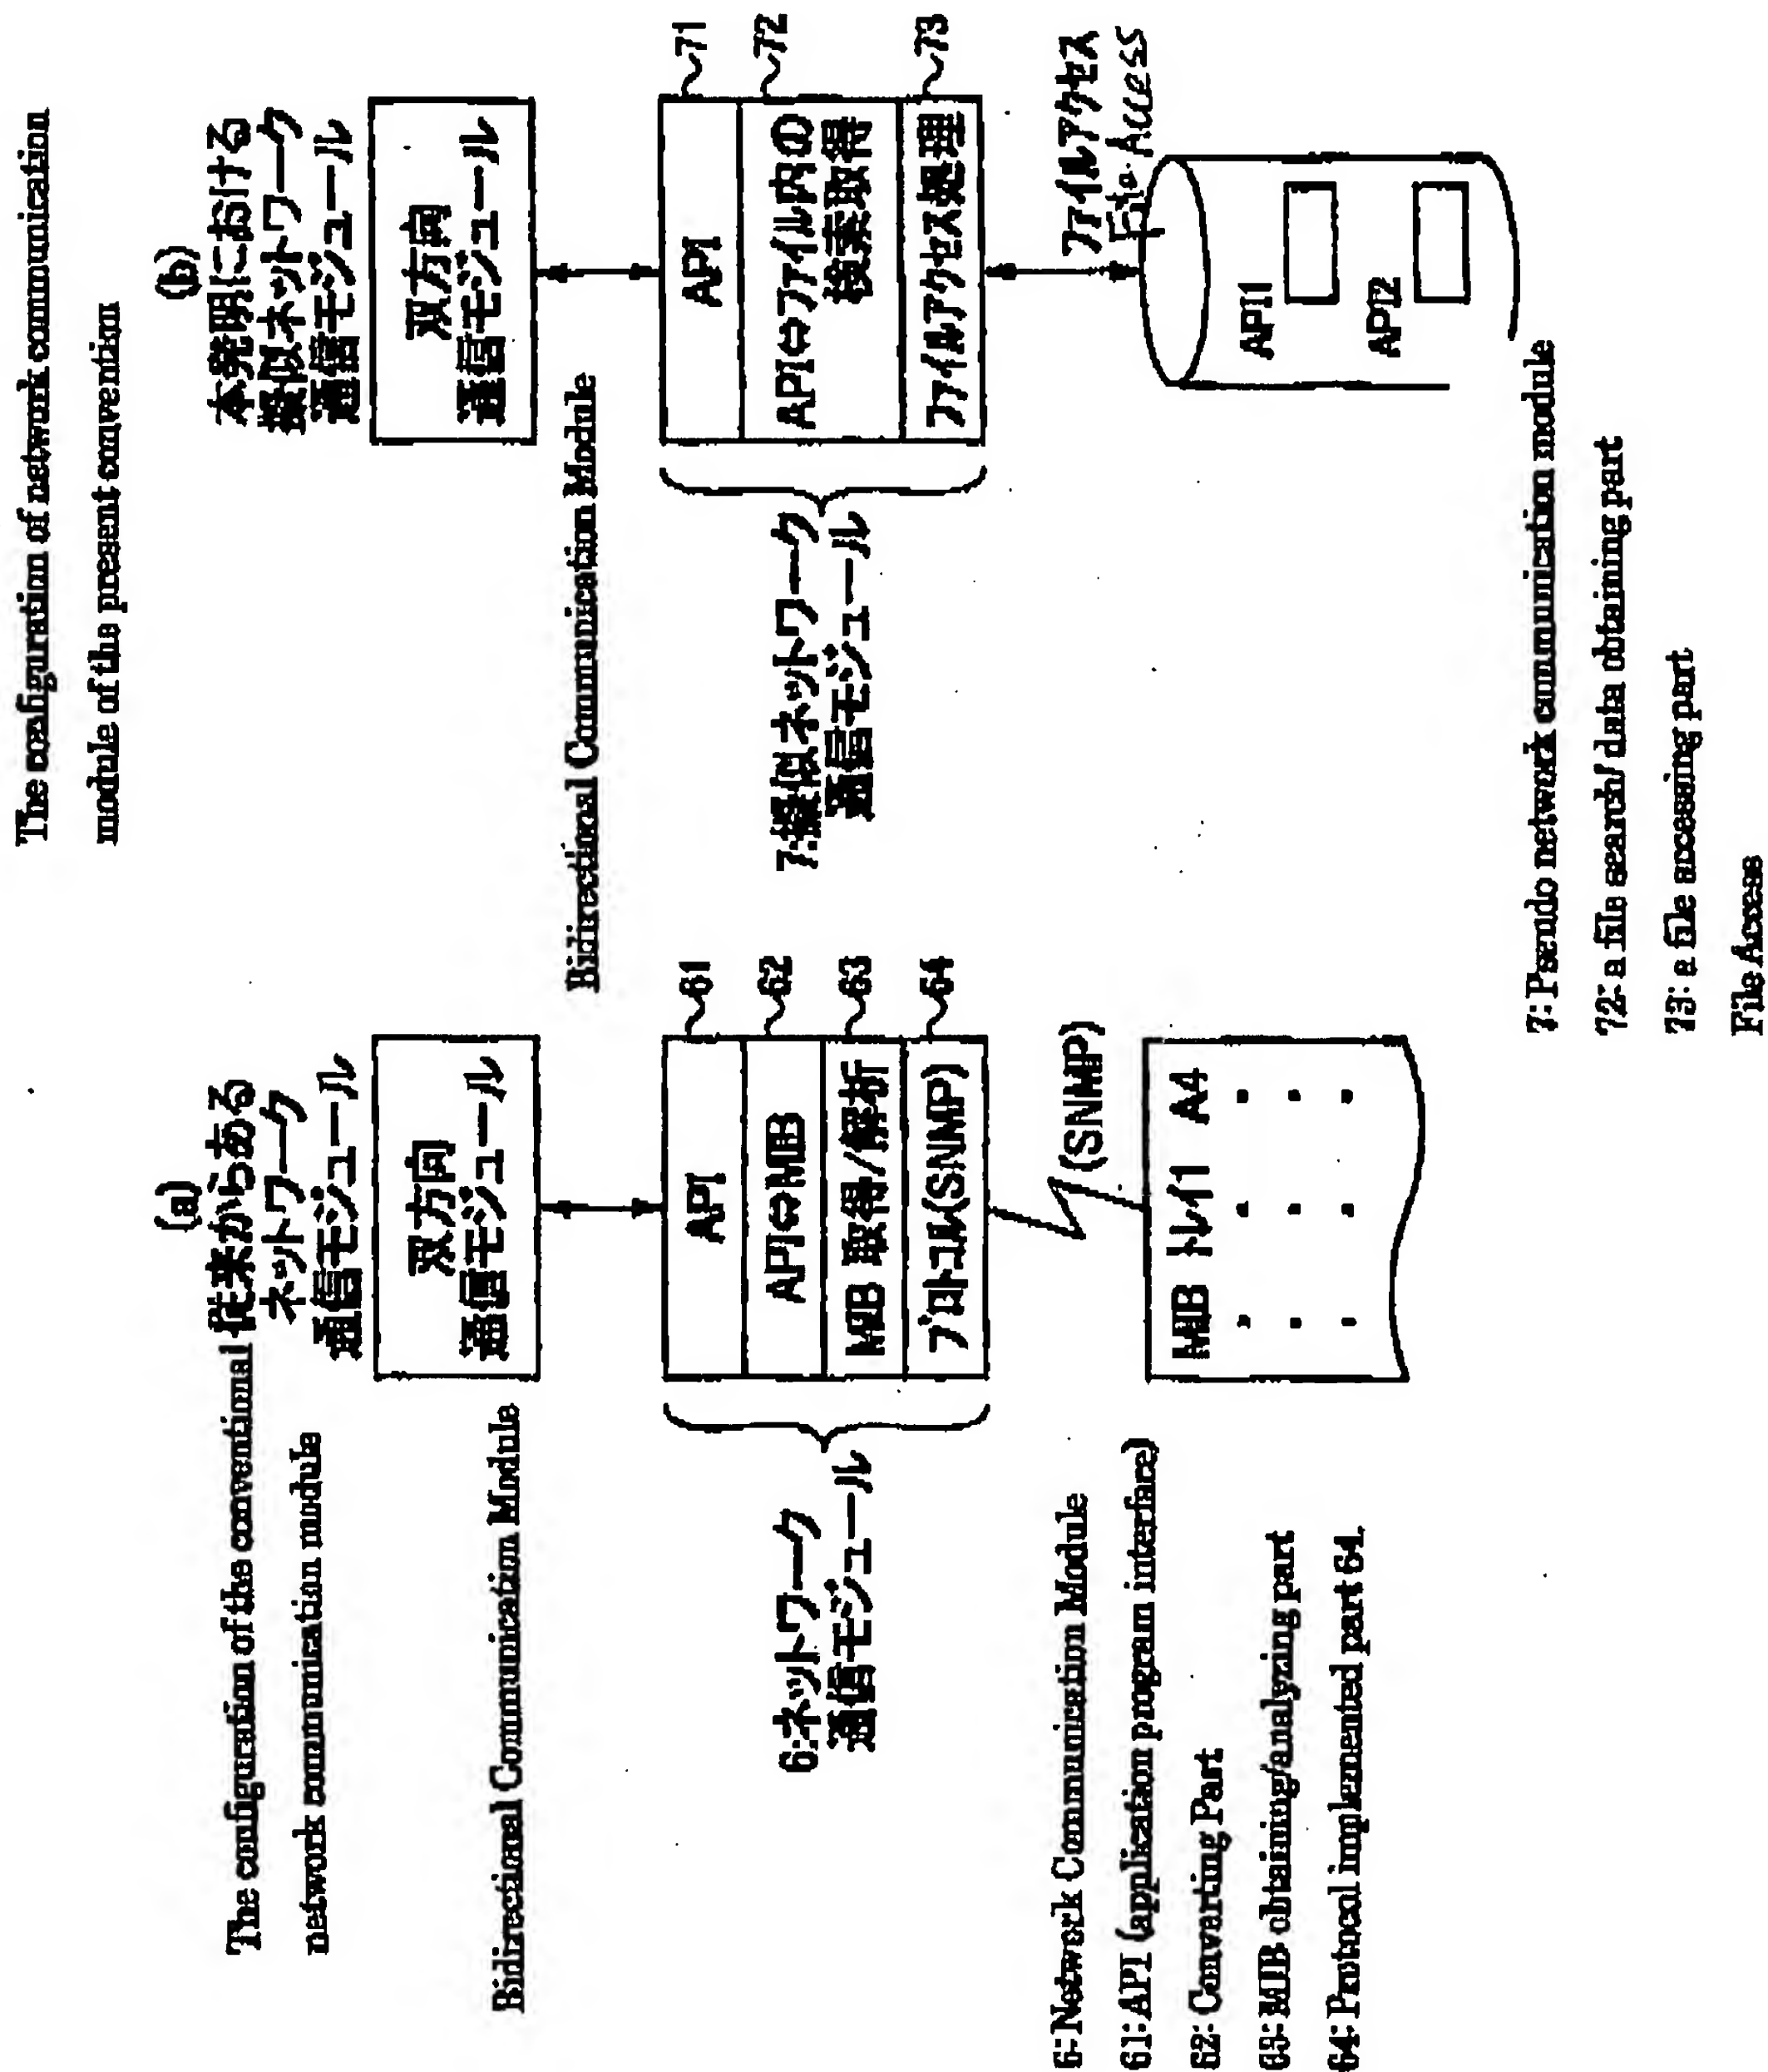 The configuration of network communication
module of the present convention
(a)
従来からある
ネットワーク
通信モジュール
The configuration of the conventional
network communication module
双方向
通信モジュール
Bidirectional Communication Module
API
61
API⇔MIB
62
MIB 取得/解析
63
プロトコル(SNMP)
64
6:ネットワーク
通信モジュール
(SNMP)
MIB トレイ1 A4
6: Network Communication Module
61: API (application program interface)
62: Converting Part
63: MIB obtaining/analyzing part
64: Protocol implemented part 64.
(b)
本発明における
擬似ネットワーク
通信モジュール
双方向
通信モジュール
Bidirectional Communication Module
API
71
API⇔ファイル内の
検索取得
72
ファイルアクセス処理
73
7:擬似ネットワーク
通信モジュール
ファイルアクセス
Access
API1
API2
7: Pseudo network communication module
72: a file search/ data obtaining part
73: a file accessing part
File Access